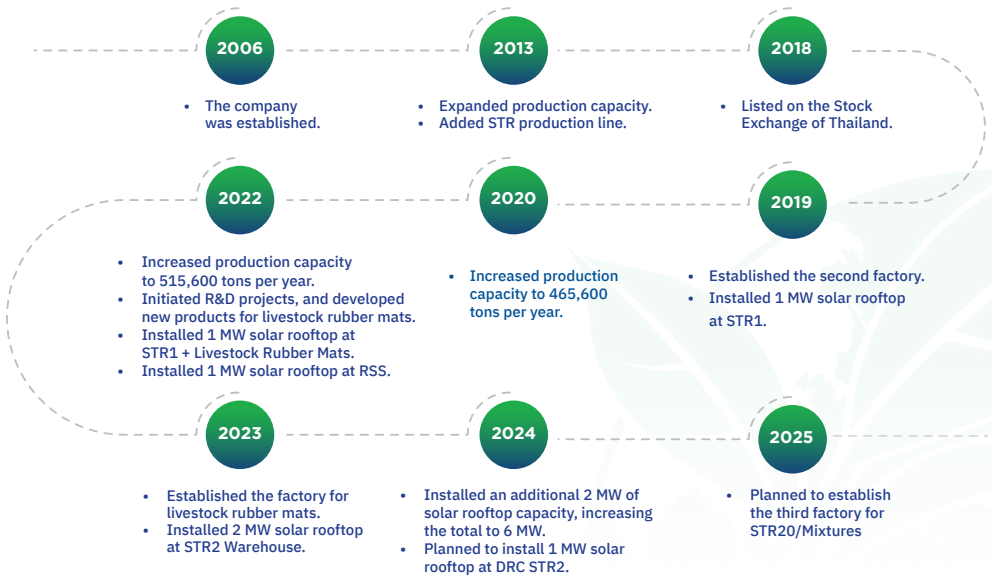 2006
• The company
was established.
2013
• Expanded production capacity.
• Added STR production line.
2018
• Listed on the Stock
Exchange of Thailand.
2019
• Established the second factory.
• Installed 1 MW solar rooftop
at STR1.
2020
• Increased production
capacity to 465,600
tons per year.
2022
• Increased production capacity
to 515,600 tons per year.
• Initiated R&D projects, and developed
new products for livestock rubber mats.
• Installed 1 MW solar rooftop at
STR1 + Livestock Rubber Mats.
• Installed 1 MW solar rooftop at RSS.
2023
• Established the factory for
livestock rubber mats.
• Installed 2 MW solar rooftop
at STR2 Warehouse.
2024
• Installed an additional 2 MW of
solar rooftop capacity, increasing
the total to 6 MW.
• Planned to install 1 MW solar
rooftop at DRC STR2.
2025
• Planned to establish
the third factory for
STR20/Mixtures